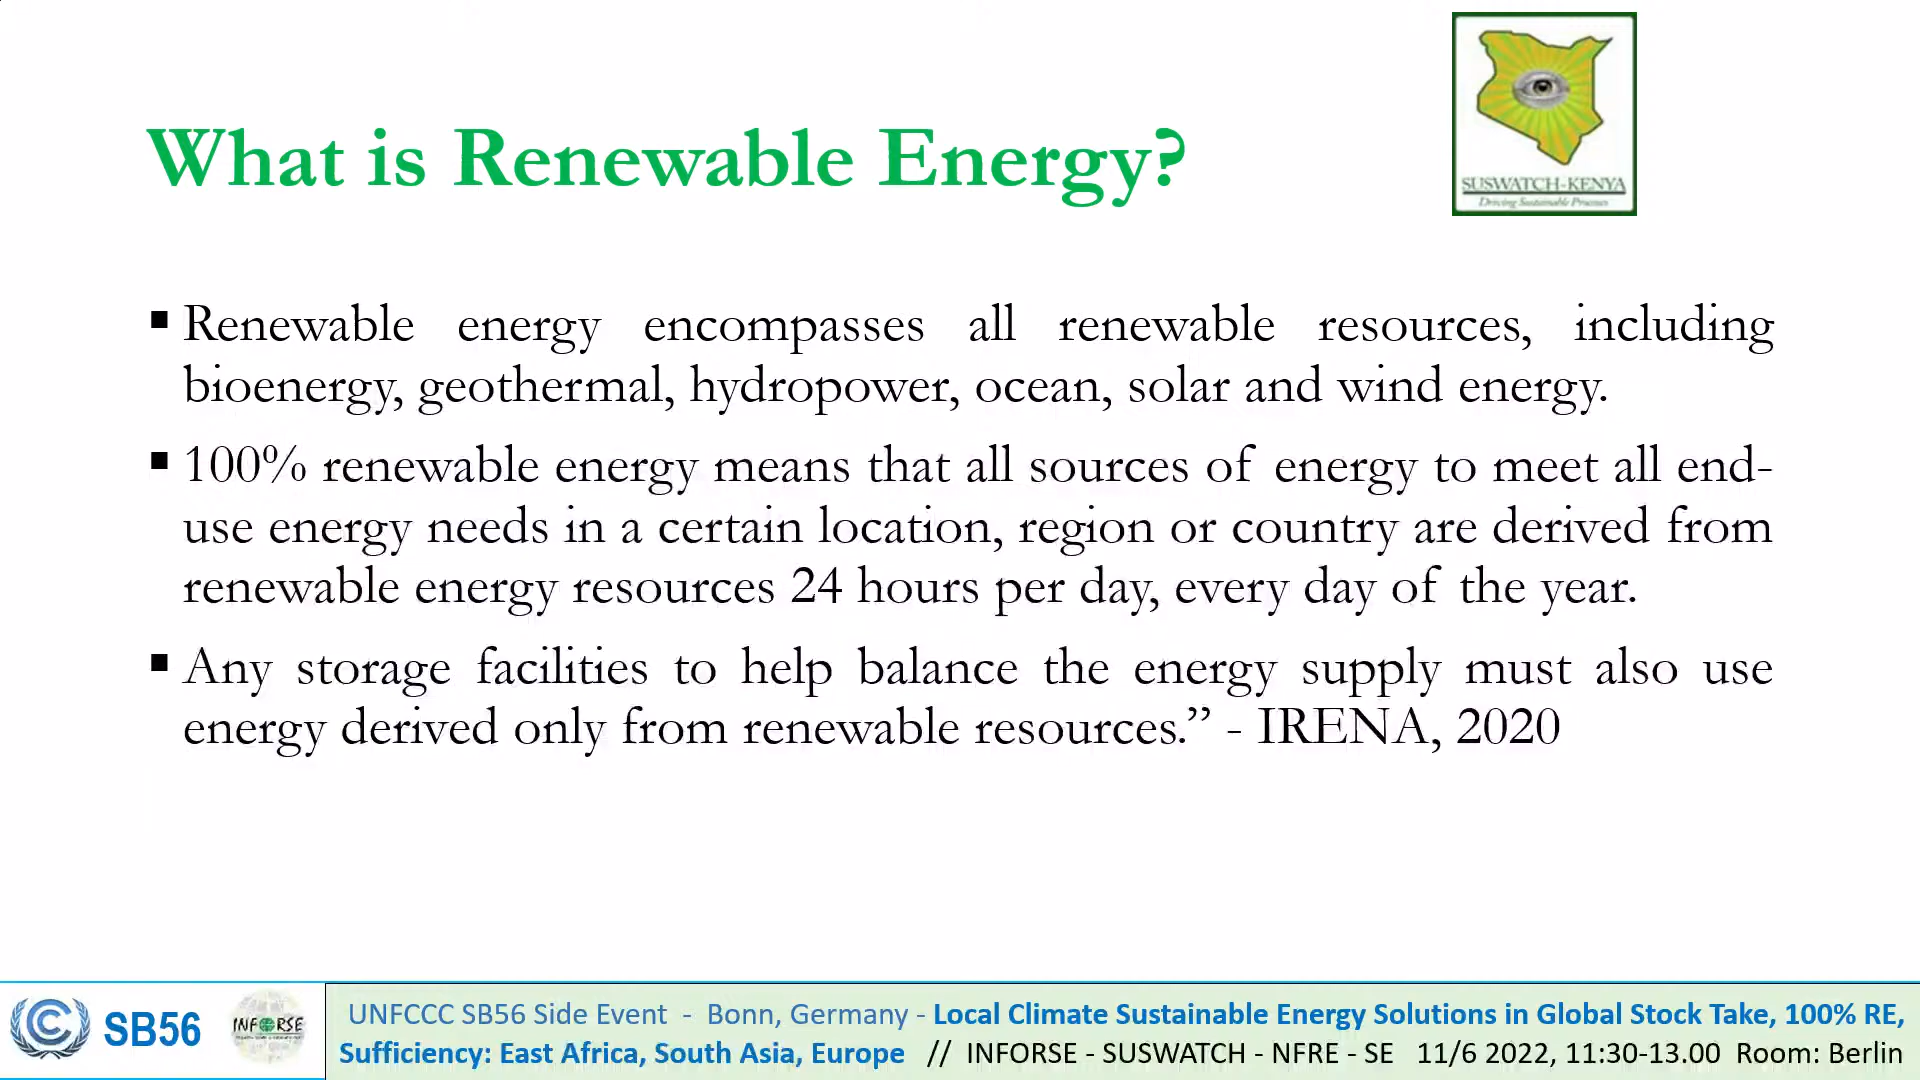 What is Renewable Energy?
SUSWATCH-KENYA
Driving Sustainable Processes
▪ Renewable energy encompasses all renewable resources, including
bioenergy, geothermal, hydropower, ocean, solar and wind energy.
▪ 100% renewable energy means that all sources of energy to meet all end-
use energy needs in a certain location, region or country are derived from
renewable energy resources 24 hours per day, every day of the year.
▪ Any storage facilities to help balance the energy supply must also use
energy derived only from renewable resources.” - IRENA, 2020
SB56
INFORSE
UNFCCC SB56 Side Event - Bonn, Germany - Local Climate Sustainable Energy Solutions in Global Stock Take, 100% RE,
Sufficiency: East Africa, South Asia, Europe // INFORSE - SUSWATCH - NFRE - SE 11/6 2022, 11:30-13.00 Room: Berlin